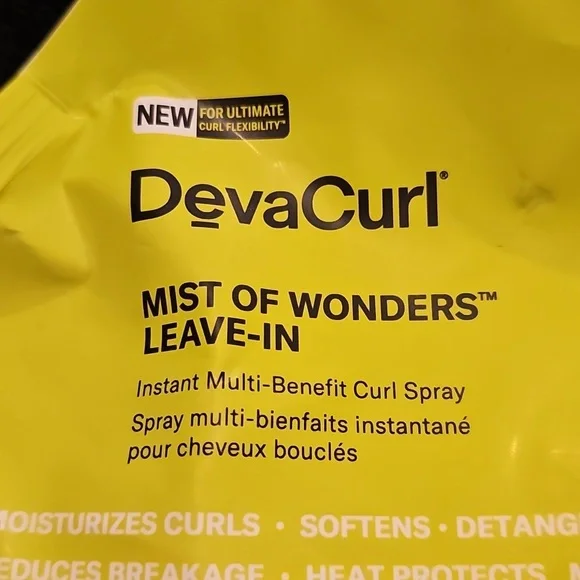 NEW FOR ULTIMATE
CURL FLEXIBILITY™
DevaCurl®
MIST OF WONDERS™
LEAVE-IN
Instant Multi-Benefit Curl Spray
Spray multi-bienfaits instantané
pour cheveux bouclés
CURLS • SOFTENS •
BREAKAGE • HEAT PROTECTS